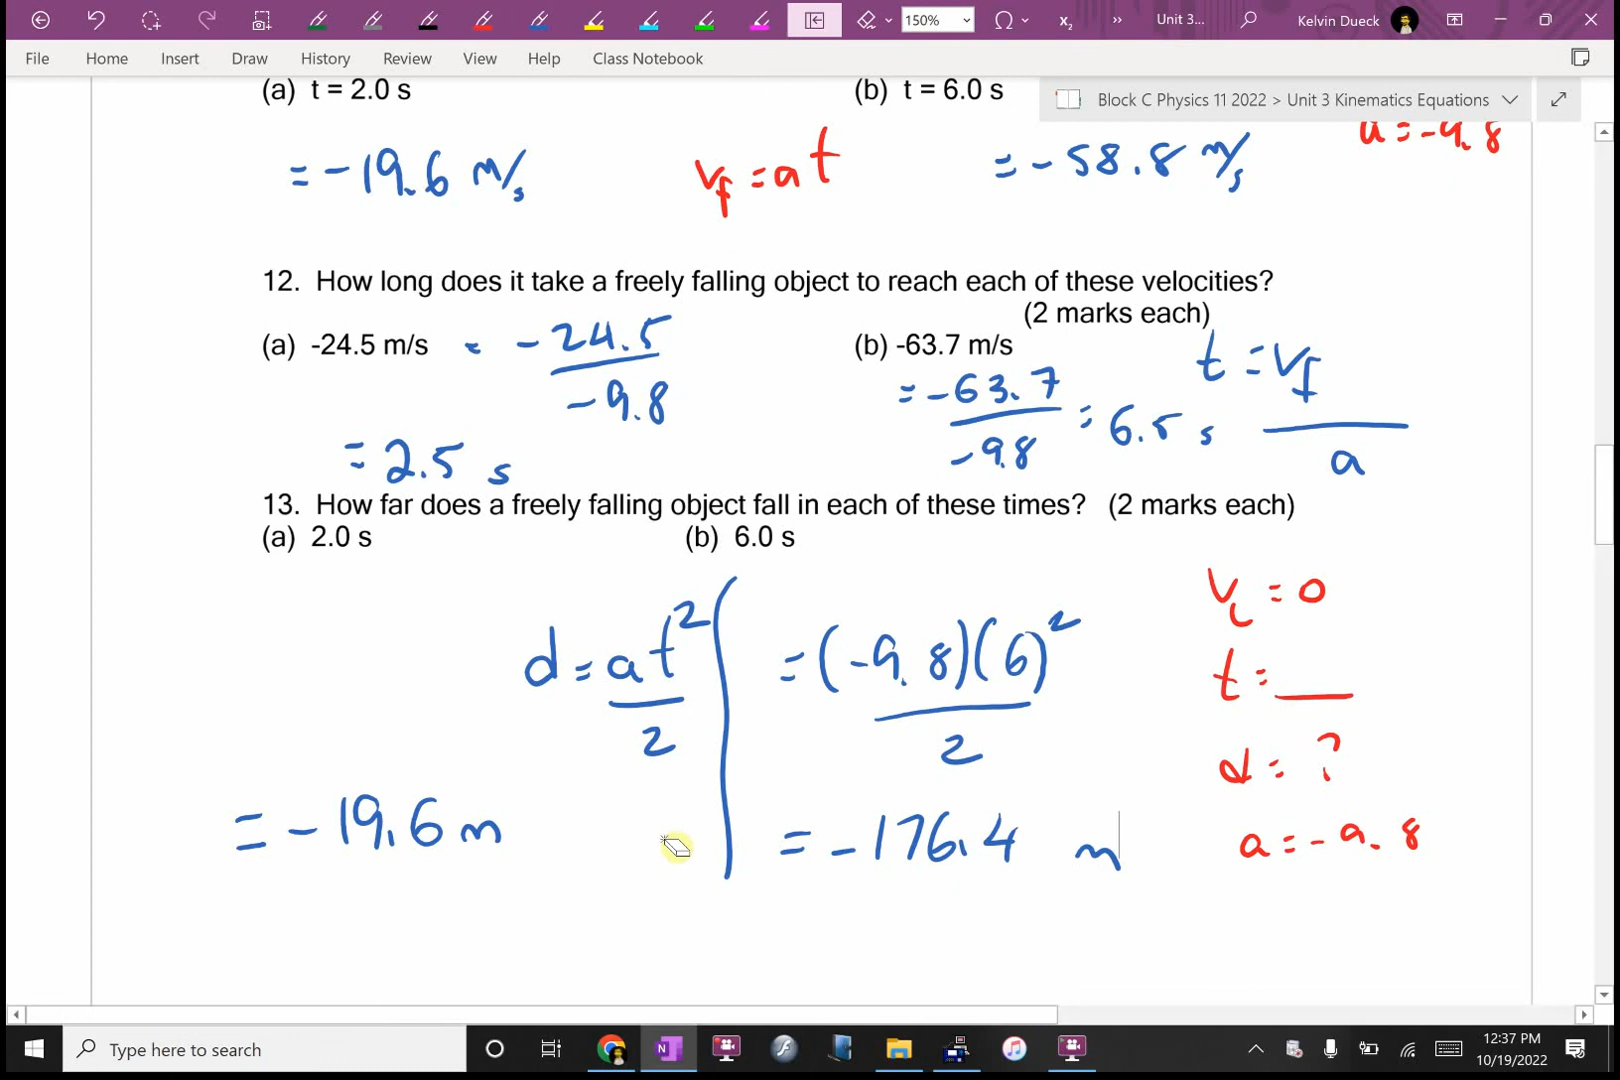 150% Ω x₂ » Unit 3... Kelvin Dueck
File Home Insert Draw History Review View Help Class Notebook
Block C Physics 11 2022 > Unit 3 Kinematics Equations
(a) t = 2.0 s (b) t = 6.0 s
a = -9.8
= -19.6 m/s v_f = at = -58.8 m/s
12. How long does it take a freely falling object to reach each of these velocities?
(2 marks each)
(a) -24.5 m/s = -24.5 / -9.8 (b) -63.7 m/s t = v_f / a
= -63.7 / -9.8 = 6.5 s
= 2.5 s
13. How far does a freely falling object fall in each of these times? (2 marks each)
(a) 2.0 s (b) 6.0 s
v_i = 0
d = at² / 2 = (-9.8)(6)² / 2 t = ___
d = ?
= -19.6 m = -176.4 m a = -9.8
Type here to search
12:37 PM
10/19/2022